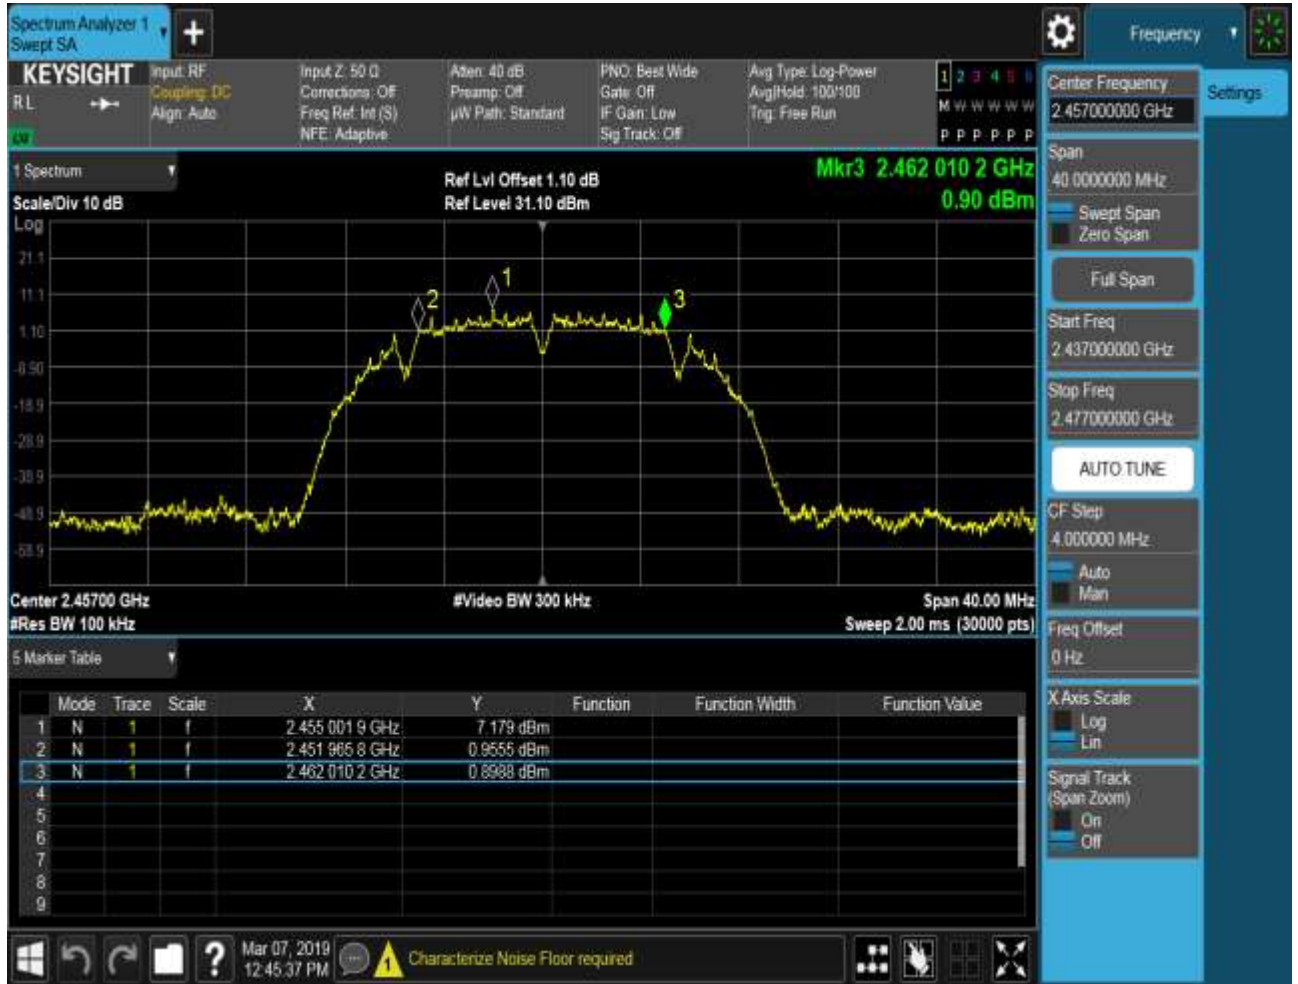 Spectrum Analyzer 1
Swept SA
+
Frequency
KEYSIGHT
R L
Input: RF
Coupling: DC
Align: Auto
Input Z: 50 Ω
Corrections: Off
Freq Ref: Int (S)
NFE: Adaptive
Atten: 40 dB
Preamp: Off
µW Path: Standard
PNO: Best Wide
Gate: Off
IF Gain: Low
Sig Track: Off
Avg Type: Log-Power
Avg|Hold: 100/100
Trig: Free Run
1 2 3 4 5 6
M W W W W W
P P P P P P
1 Spectrum
Scale/Div 10 dB
Ref Lvl Offset 1.10 dB
Ref Level 31.10 dBm
Mkr3 2.462 010 2 GHz
0.90 dBm
Log
21.1
11.1
1.10
-8.90
-18.9
-28.9
-38.9
-48.9
-58.9
1
2
3
Center 2.45700 GHz
#Res BW 100 kHz
#Video BW 300 kHz
Span 40.00 MHz
Sweep 2.00 ms (30000 pts)
5 Marker Table
Mode Trace Scale X Y Function Function Width Function Value
1 N 1 f 2.455 001 9 GHz 7.179 dBm
2 N 1 f 2.451 965 8 GHz 0.9555 dBm
3 N 1 f 2.462 010 2 GHz 0.8988 dBm
4
5
6
7
8
9
Mar 07, 2019
12:45:37 PM
?
1
Characterize Noise Floor required
Settings
Center Frequency
2.457000000 GHz
Span
40.0000000 MHz
Swept Span
Zero Span
Full Span
Start Freq
2.437000000 GHz
Stop Freq
2.477000000 GHz
AUTO TUNE
CF Step
4.000000 MHz
Auto
Man
Freq Offset
0 Hz
X Axis Scale
Log
Lin
Signal Track
(Span Zoom)
On
Off